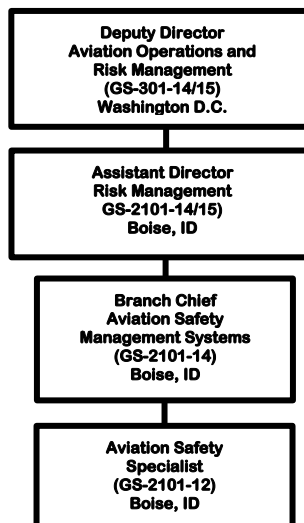 Deputy Director
Aviation Operations and
Risk Management
(GS-301-14/15)
Washington D.C.
Assistant Director
Risk Management
GS-2101-14/15)
Boise, ID
Branch Chief
Aviation Safety
Management Systems
(GS-2101-14)
Boise, ID
Aviation Safety
Specialist
(GS-2101-12)
Boise, ID